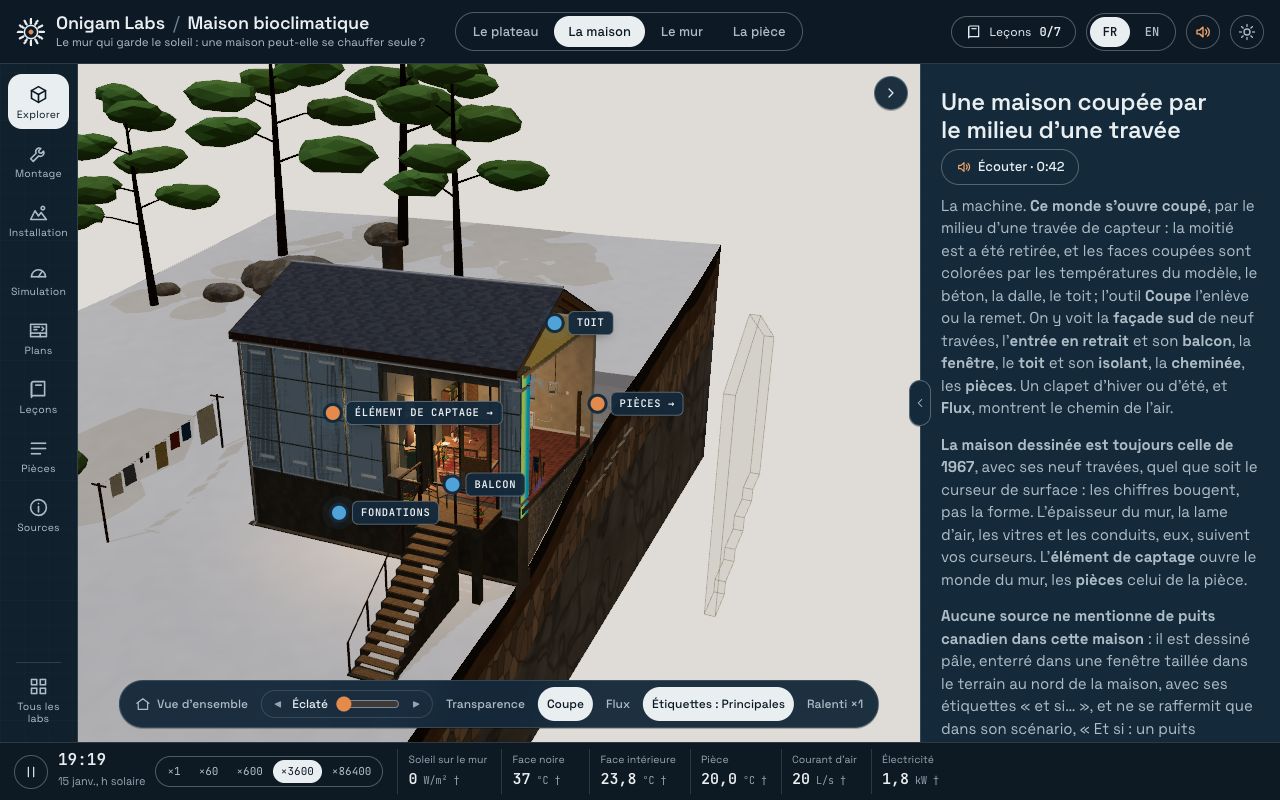 Origam Labs / Maison bioclimatique
Le mur qui garde le soleil : une maison peut-elle se chauffer seule ?
Le plateau
La maison
Le mur
La pièce
Leçons 0/7
FR
EN
Explorer
Montage
Installation
Simulation
Plans
Leçons
Pièces
Sources
Tous les
labs
TOIT
ÉLÉMENT DE CAPTAGE →
PIÈCES →
BALCON
FONDATIONS
Vue d'ensemble
◄ Éclaté ►
Transparence
Coupe
Flux
Étiquettes : Principales
Ralenti ×1
Une maison coupée par
le milieu d'une travée
Écouter · 0:42
La machine. Ce monde s'ouvre coupé, par le
milieu d'une travée de capteur : la moitié
est a été retirée, et les faces coupées sont
colorées par les températures du modèle, le
béton, la dalle, le toit ; l'outil Coupe l'enlève
ou la remet. On y voit la façade sud de neuf
travées, l'entrée en retrait et son balcon, la
fenêtre, le toit et son isolant, la cheminée,
les pièces. Un clapet d'hiver ou d'été, et
Flux, montrent le chemin de l'air.
La maison dessinée est toujours celle de
1967, avec ses neuf travées, quel que soit le
curseur de surface : les chiffres bougent,
pas la forme. L'épaisseur du mur, la lame
d'air, les vitres et les conduits, eux, suivent
vos curseurs. L'élément de captage ouvre le
monde du mur, les pièces celui de la pièce.
Aucune source ne mentionne de puits
canadien dans cette maison : il est dessiné
pâle, enterré dans une fenêtre taillée dans
le terrain au nord de la maison, avec ses
étiquettes « et si… », et ne se raffermit que
dans son scénario, « Et si : un puits
19:19
15 janv., h solaire
×1
×60
×600
×3600
×86400
Soleil sur le mur
0 W/m² †
Face noire
37 °C †
Face intérieure
23,8 °C †
Pièce
20,0 °C †
Courant d'air
20 L/s †
Électricité
1,8 kW †